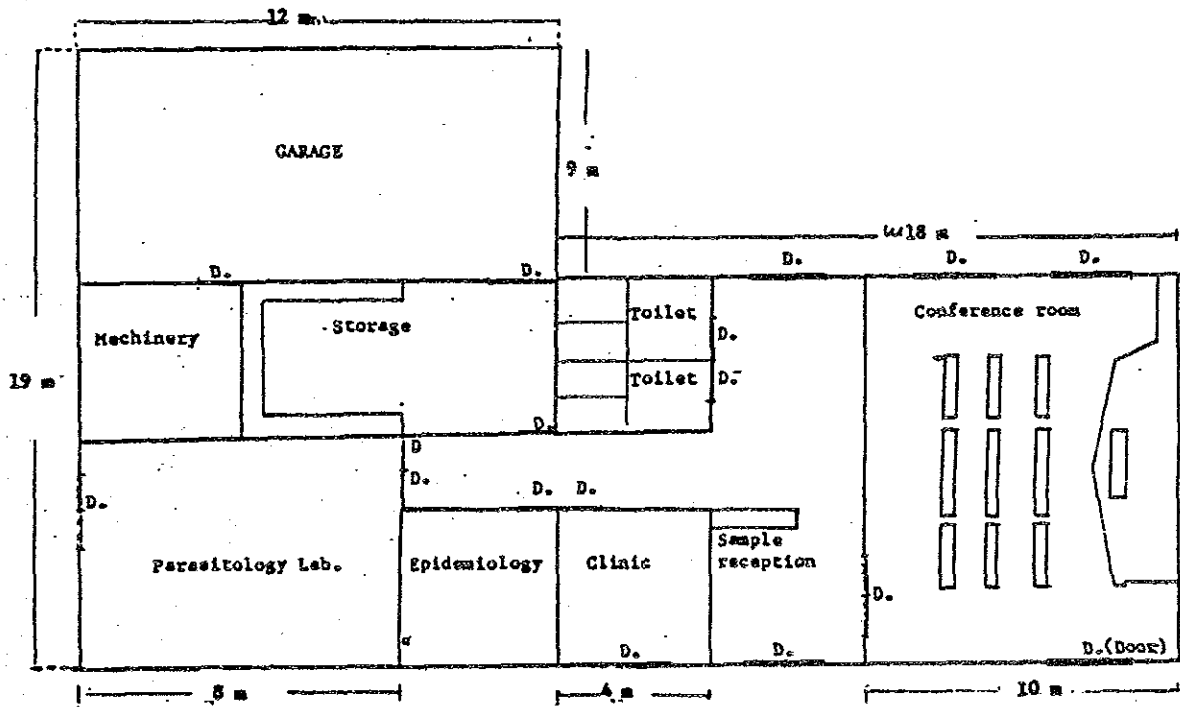 12 m.
GARAGE
9 m
18 m
D.
D.
D.
D.
D.
Mechinery
Storage
Toilet
Conference room
D.
19 m
Toilet
D.
D.
D
D.
D.
D. D.
Parasitology Lab.
Epidemiology
Clinic
Sample
reception
D.
D.
D.
D.(Door)
8 m
4 m
10 m